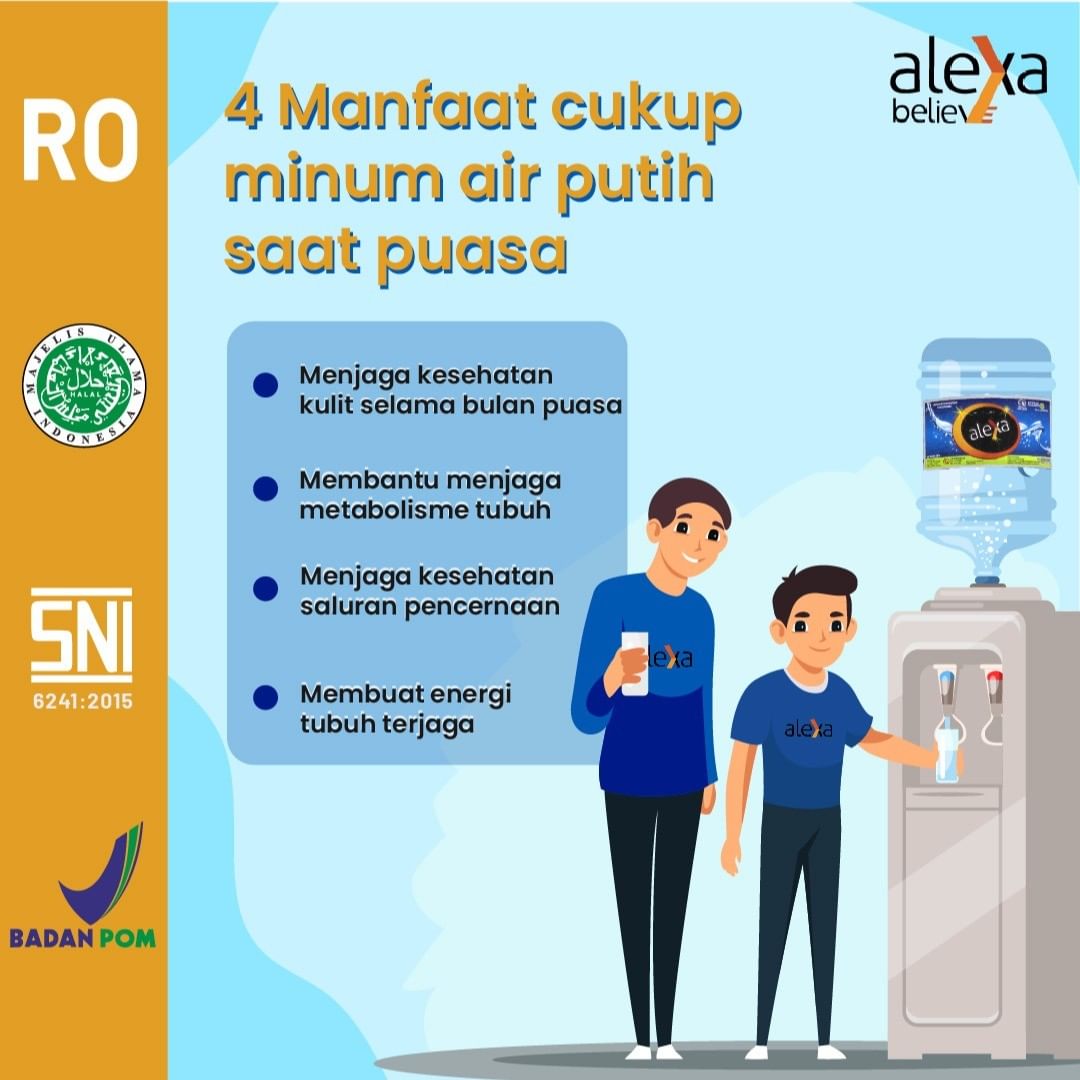 alexa
believe
RO
4 Manfaat cukup
minum air putih
saat puasa
MAJELIS ULAMA INDONESIA
حلال
HALAL
Menjaga kesehatan
kulit selama bulan puasa
Membantu menjaga
metabolisme tubuh
Menjaga kesehatan
saluran pencernaan
Membuat energi
tubuh terjaga
SNI
6241:2015
BADAN POM
alexa
lexa
alexa